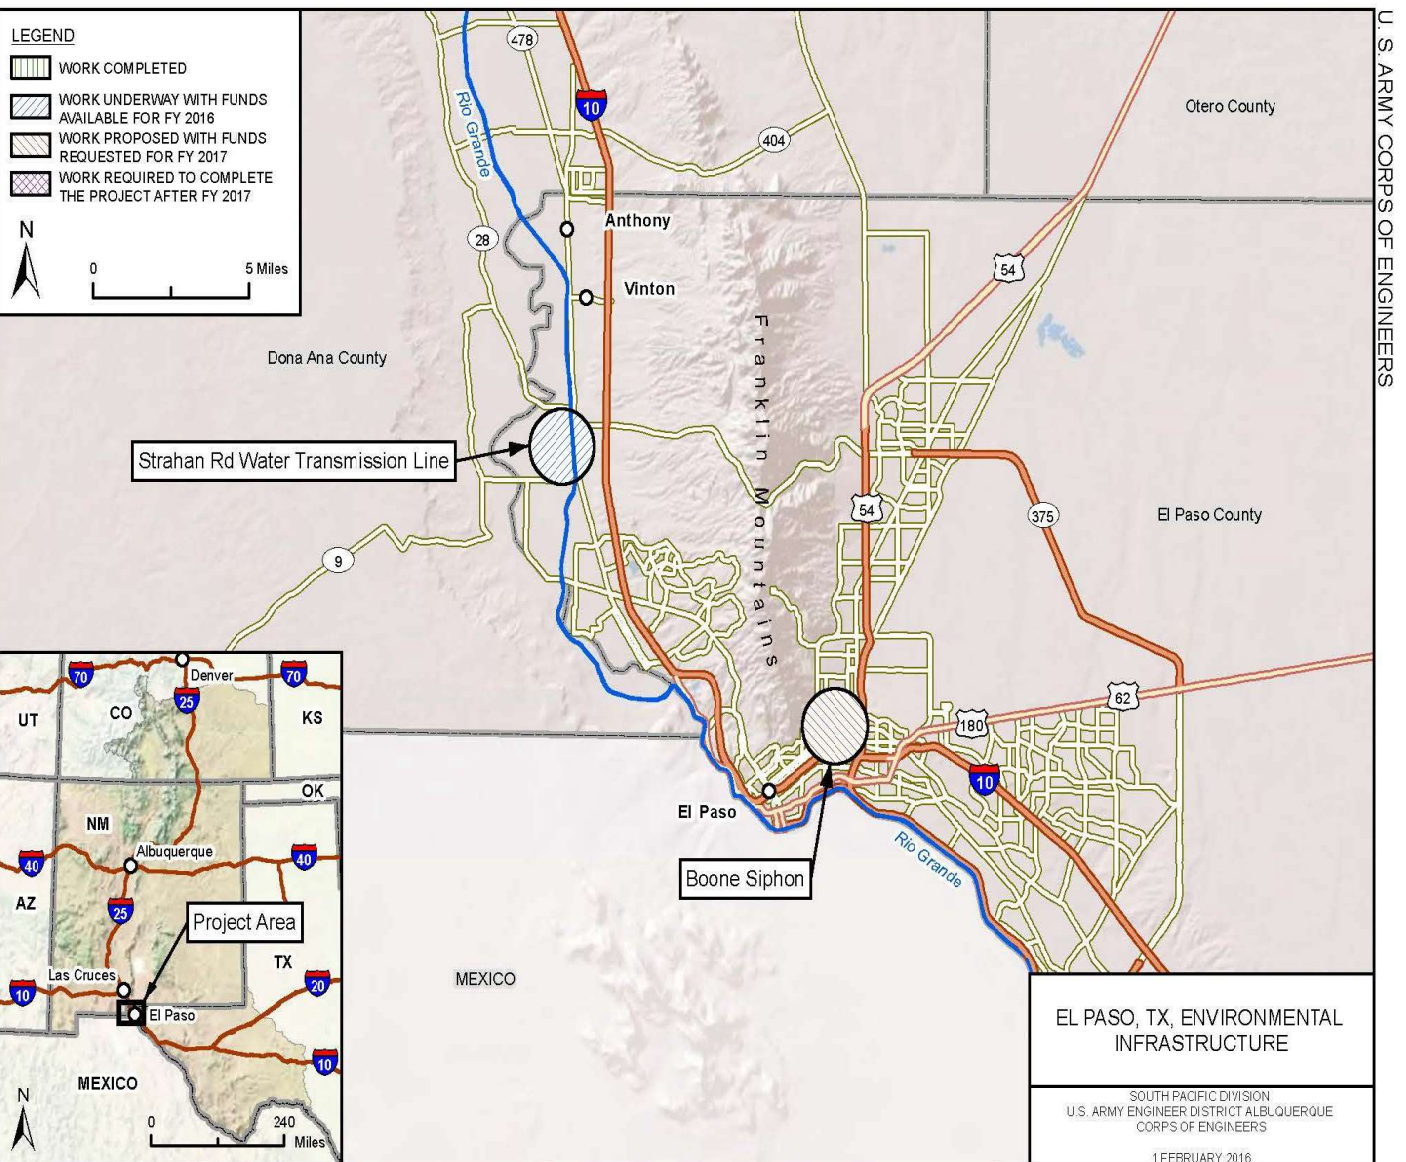 LEGEND
WORK COMPLETED
WORK UNDERWAY WITH FUNDS
AVAILABLE FOR FY 2016
WORK PROPOSED WITH FUNDS
REQUESTED FOR FY 2017
WORK REQUIRED TO COMPLETE
THE PROJECT AFTER FY 2017
N
0 5 Miles
U. S. ARMY CORPS OF ENGINEERS
478
10
Rio Grande
404
Otero County
Anthony
28
54
Vinton
Franklin Mountains
Dona Ana County
Strahan Rd Water Transmission Line
54
375
El Paso County
9
62
180
10
El Paso
Rio Grande
Boone Siphon
MEXICO
70
Denver
70
25
UT
CO
KS
OK
NM
Albuquerque
40
40
AZ
25
Project Area
Las Cruces
TX
10
20
El Paso
10
MEXICO
N
0 240
Miles
EL PASO, TX, ENVIRONMENTAL
INFRASTRUCTURE
SOUTH PACIFIC DIVISION
U.S. ARMY ENGINEER DISTRICT ALBUQUERQUE
CORPS OF ENGINEERS
1 FEBRUARY 2016